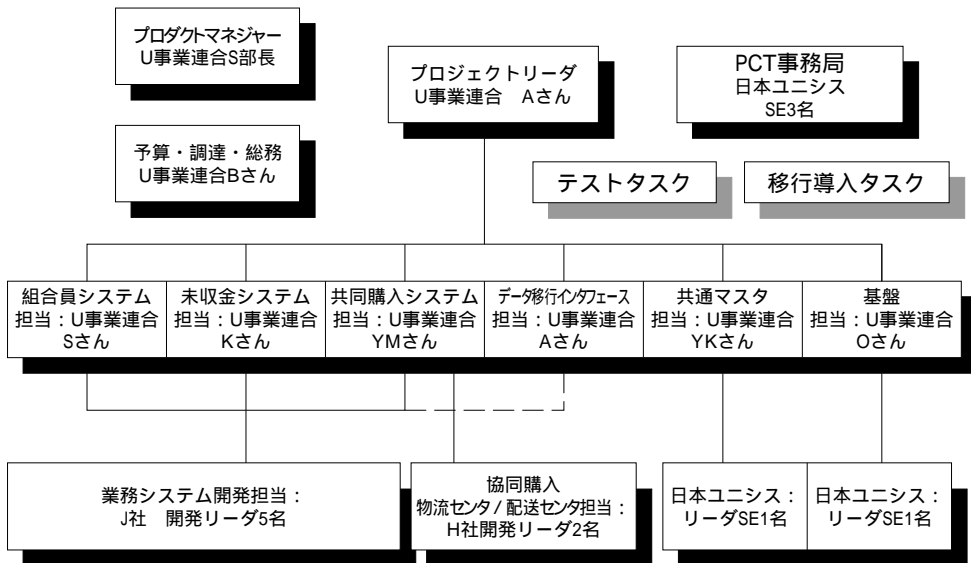 プロダクトマネジャー
U事業連合S部長
プロジェクトリーダ
U事業連合 Aさん
PCT事務局
日本ユニシス
SE3名
予算・調達・総務
U事業連合Bさん
テストタスク
移行導入タスク
組合員システム
担当：U事業連合
Sさん
未収金システム
担当：U事業連合
Kさん
共同購入システム
担当：U事業連合
YMさん
データ移行インタフェース
担当：U事業連合
Aさん
共通マスタ
担当：U事業連合
YKさん
基盤
担当：U事業連合
Oさん
業務システム開発担当：
J社 開発リーダ5名
協同購入
物流センタ/配送センタ担当：
H社開発リーダ2名
日本ユニシス：
リーダSE1名
日本ユニシス：
リーダSE1名